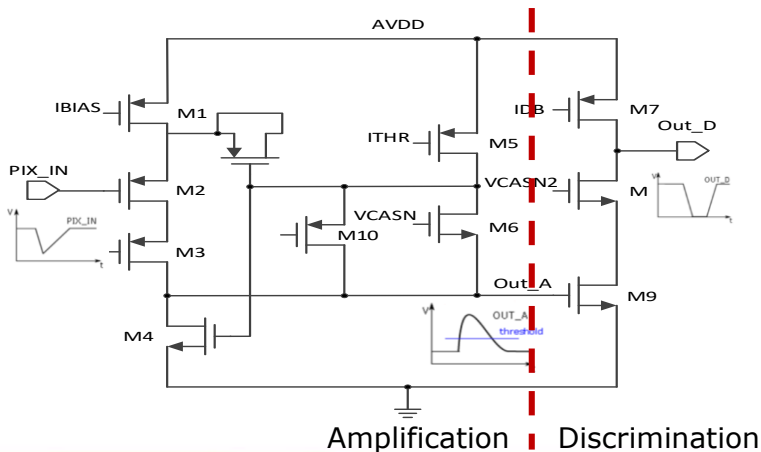 AVDD
IBIAS
M1
IDB
M7
Out_D
ITHR
M5
PIX_IN
M2
VCASN2
M
V
OUT_D
t
V
PIX_IN
t
M3
M10
VCASN
M6
Out_A
M9
M4
V
OUT_A
threshold
t
Amplification
Discrimination